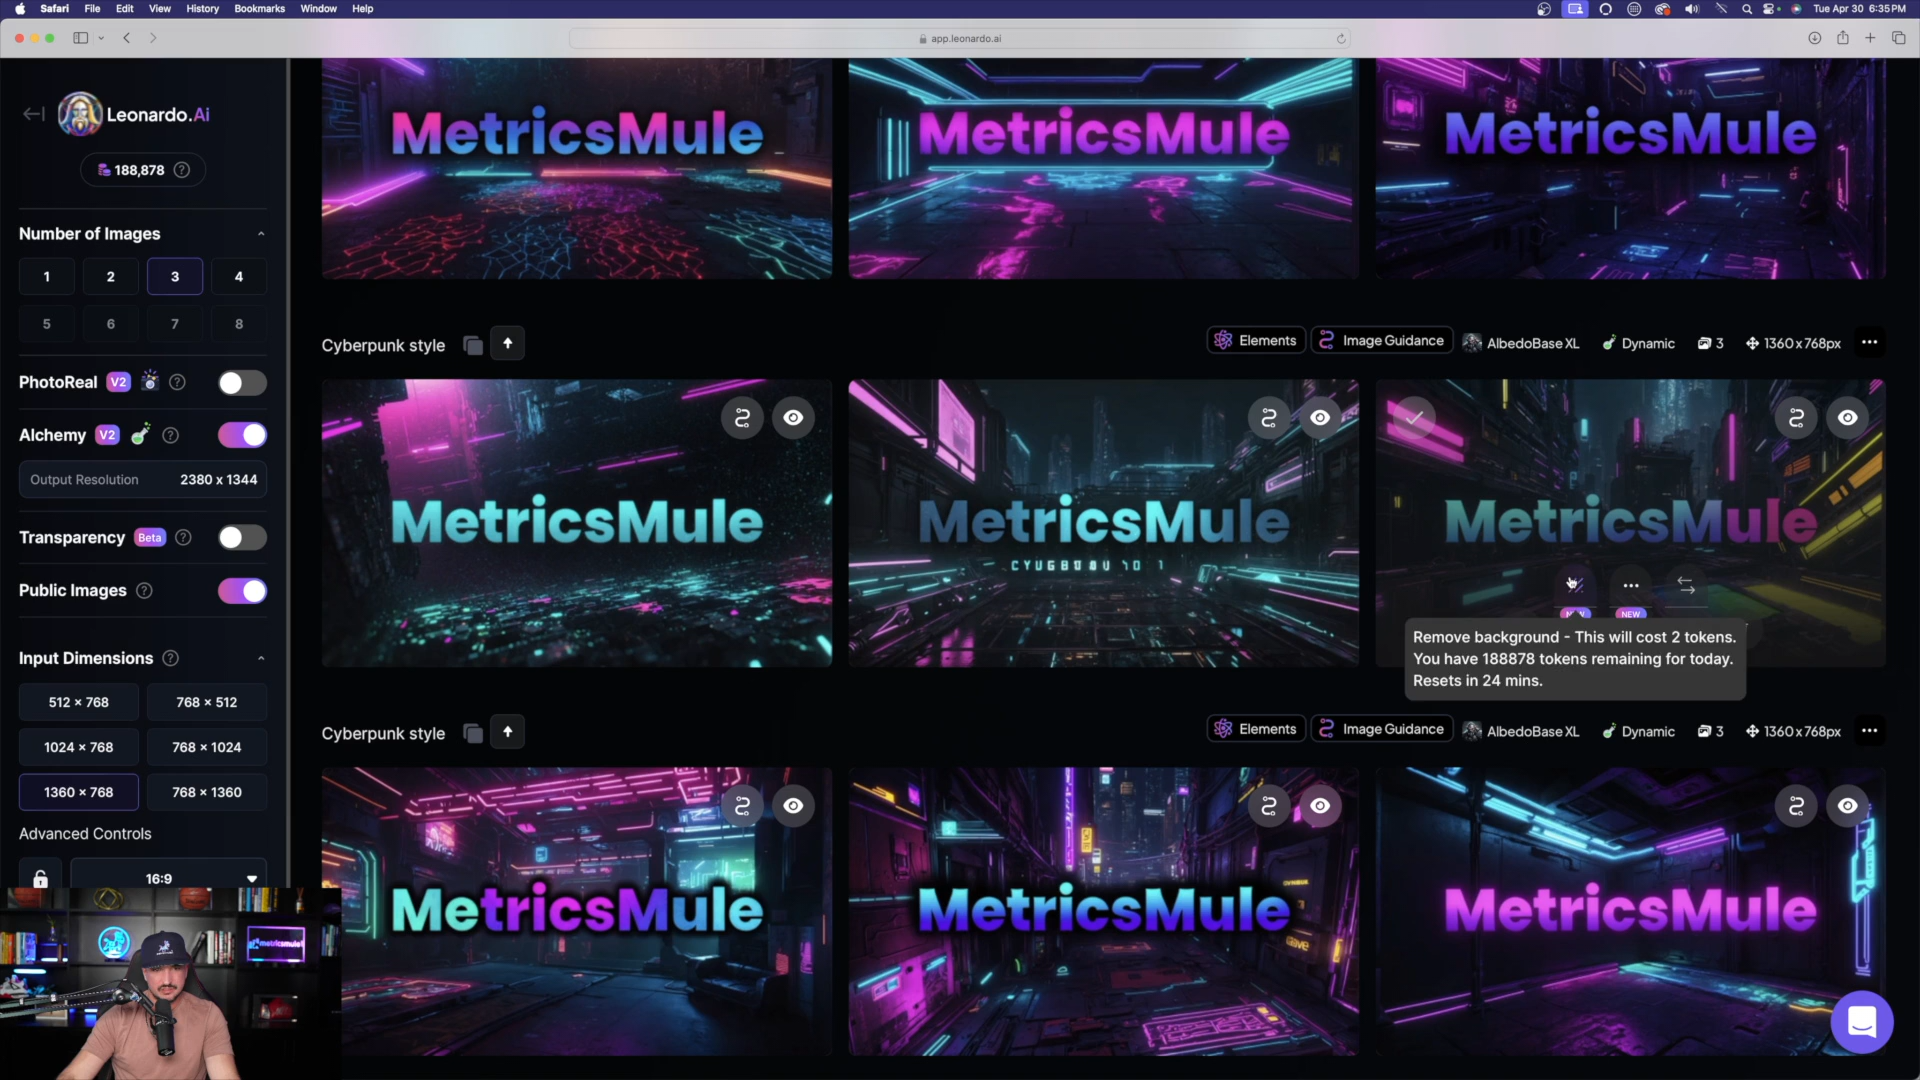 Safari File Edit View History Bookmarks Window Help
Tue Apr 30 6:35 PM
app.leonardo.ai
Leonardo.Ai
188,878
Number of Images
1 2 3 4
5 6 7 8
PhotoReal V2
Alchemy V2
Output Resolution 2380 x 1344
Transparency Beta
Public Images
Input Dimensions
512 × 768 768 × 512
1024 × 768 768 × 1024
1360 × 768 768 × 1360
Advanced Controls
16:9
MetricsMule MetricsMule MetricsMule
Cyberpunk style Elements Image Guidance AlbedoBase XL Dynamic 3 1360x768px
MetricsMule MetricsMule MetricsMule
NEW
Remove background - This will cost 2 tokens.
You have 188878 tokens remaining for today.
Resets in 24 mins.
Cyberpunk style Elements Image Guidance AlbedoBase XL Dynamic 3 1360x768px
MetricsMule MetricsMule MetricsMule
metricsmule